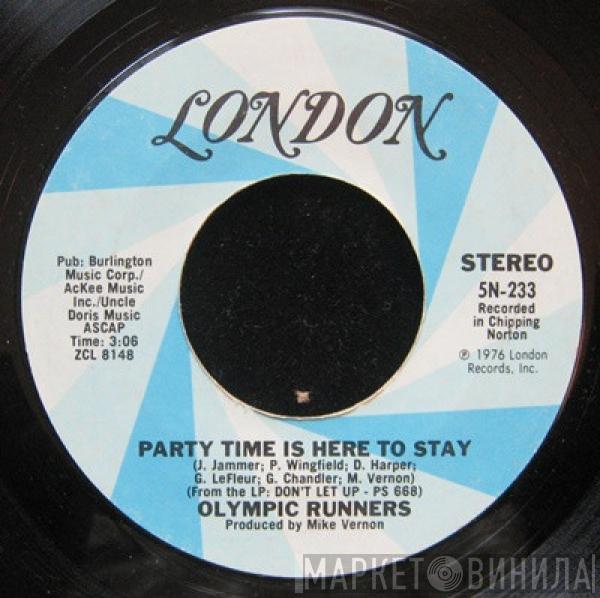 LONDON
Pub: Burlington
Music Corp./
AcKee Music
Inc./Uncle
Doris Music
ASCAP
Time: 3:06
ZCL 8148
STEREO
5N-233
Recorded
in Chipping
Norton
℗ 1976 London
Records, Inc.
PARTY TIME IS HERE TO STAY
(J. Jammer; P. Wingfield; D. Harper;
G. LeFleur; G. Chandler; M. Vernon)
(From the LP: DON'T LET UP - PS 668)
OLYMPIC RUNNERS
Produced by Mike Vernon
МАРКЕТ ВИНИЛА